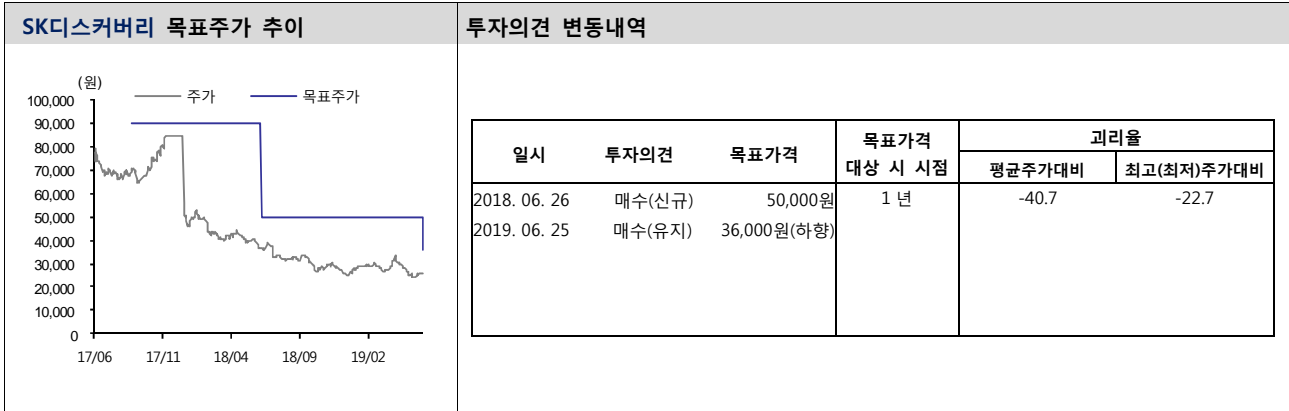 SK디스커버리 목표주가 추이
투자의견 변동내역
(원)
주가
목표주가
100,000
90,000
80,000
70,000
60,000
50,000
40,000
30,000
20,000
10,000
0
17/06 17/11 18/04 18/09 19/02
일시 투자의견 목표가격 목표가격 괴리율
대상 시 시점 평균주가대비 최고(최저)주가대비
2018. 06. 26 매수(신규) 50,000원 1 년 -40.7 -22.7
2019. 06. 25 매수(유지) 36,000원(하향)